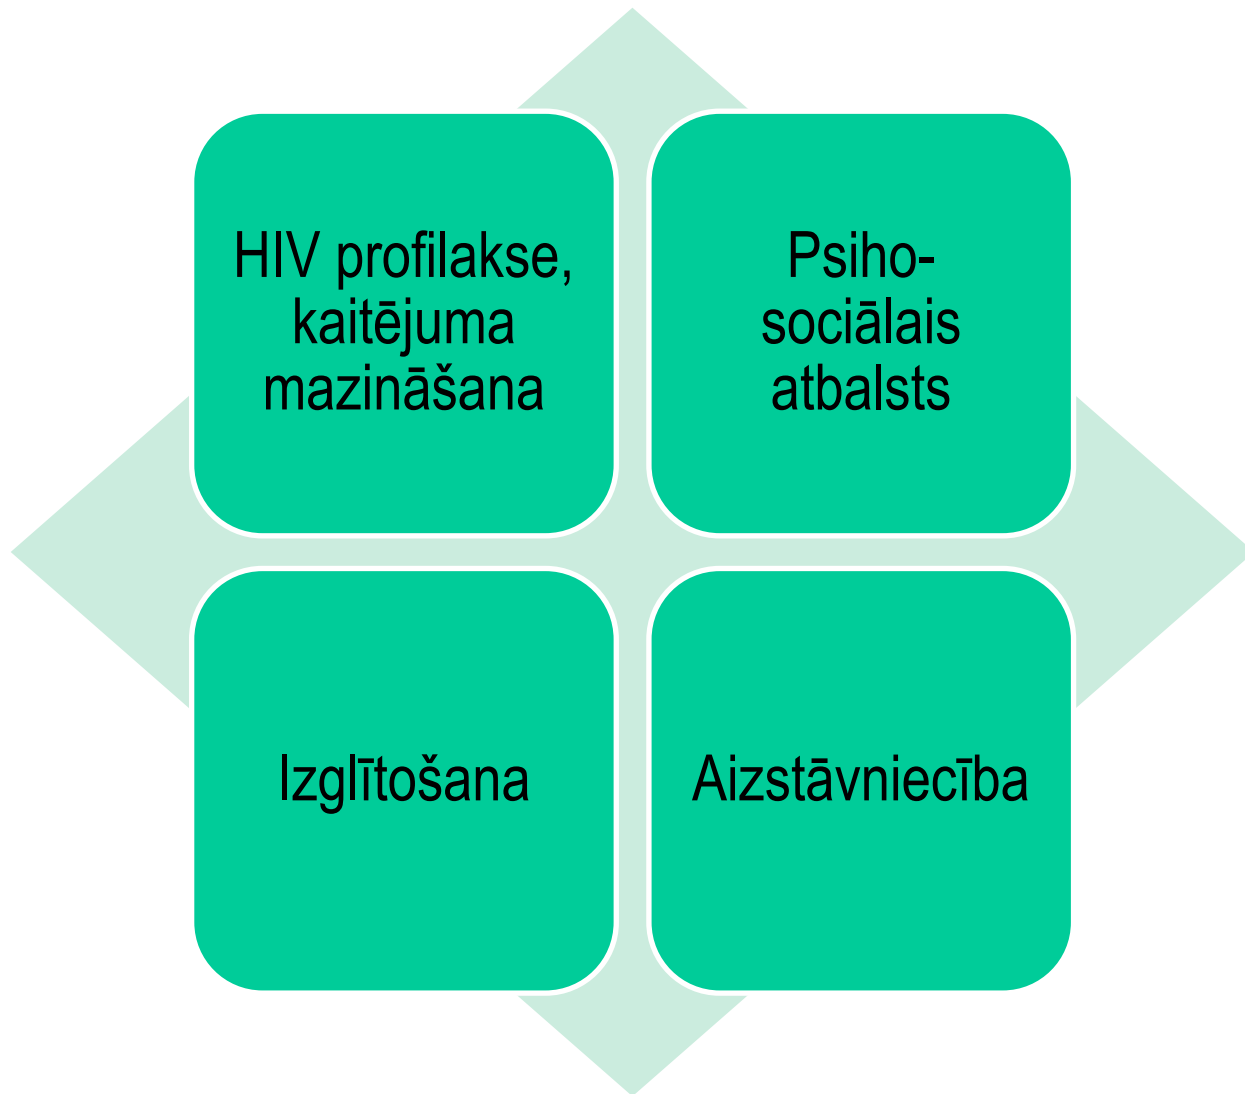 HIV profilakse,
kaitējuma
mazināšana
Psiho-
sociālais
atbalsts
Izglītošana
Aizstāvniecība